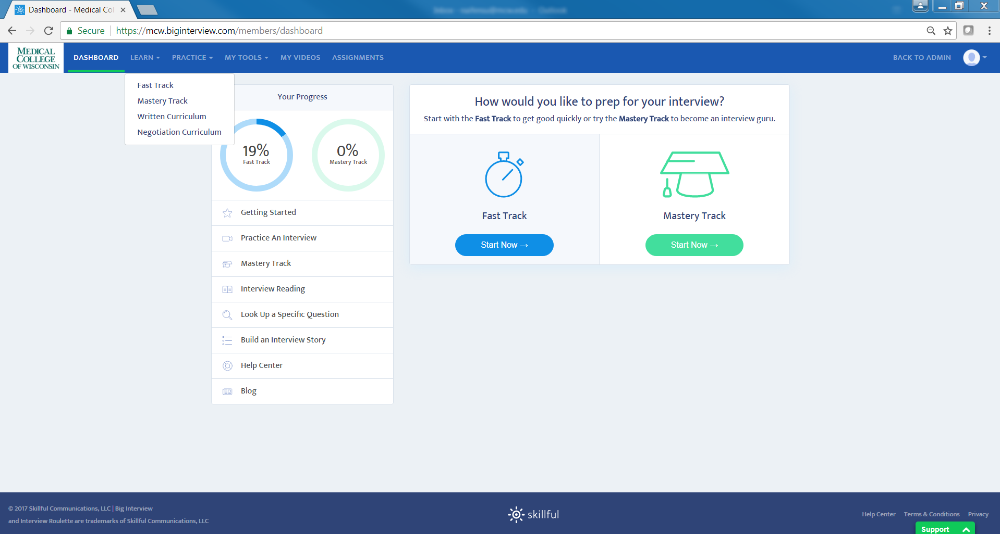 Dashboard - Medical Col
Secure
https://mcw.biginterview.com/members/dashboard
MEDICAL
COLLEGE
OF WISCONSIN
DASHBOARD
LEARN
PRACTICE
MY TOOLS
MY VIDEOS
ASSIGNMENTS
BACK TO ADMIN
Fast Track
Mastery Track
Written Curriculum
Negotiation Curriculum
Your Progress
19%
Fast Track
0%
Mastery Track
Getting Started
Practice An Interview
Mastery Track
Interview Reading
Look Up a Specific Question
Build an Interview Story
Help Center
Blog
How would you like to prep for your interview?
Start with the Fast Track to get good quickly or try the Mastery Track to become an interview guru.
Fast Track
Start Now →
Mastery Track
Start Now →
© 2017 Skillful Communications, LLC | Big Interview
and Interview Roulette are trademarks of Skillful Communications, LLC
skillful
Help Center
Terms & Conditions
Privacy
Support